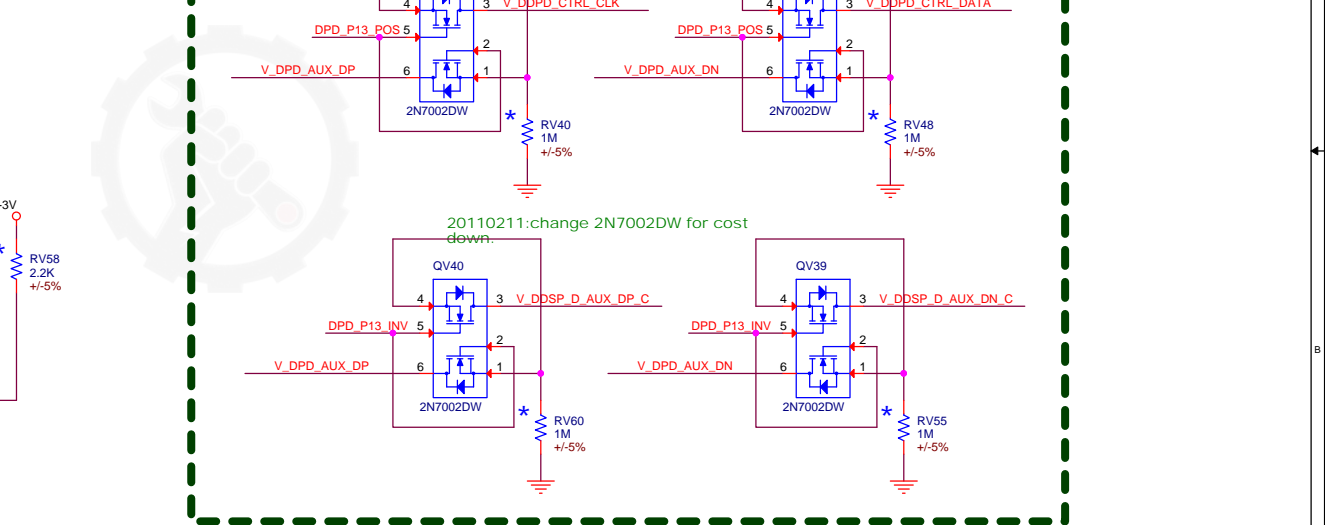 4 3 V_DDPD_CTRL_CLK 4 3 V_DDPD_CTRL_DATA
DPD_P13_POS 5 DPD_P13_POS 5
2 2
V_DPD_AUX_DP 6 1 V_DPD_AUX_DN 6 1
2N7002DW 2N7002DW
* RV40 * RV48
1M 1M
+/-5% +/-5%
20110211:change 2N7002DW for cost
down.
-3V
* RV58
2.2K
+/-5%
QV40 QV39
4 3 V_DDSP_D_AUX_DP_C 4 3 V_DDSP_D_AUX_DN_C
DPD_P13_INV 5 DPD_P13_INV 5
2 2
V_DPD_AUX_DP 6 1 V_DPD_AUX_DN 6 1
2N7002DW 2N7002DW
* RV60 * RV55
1M 1M
+/-5% +/-5%
B